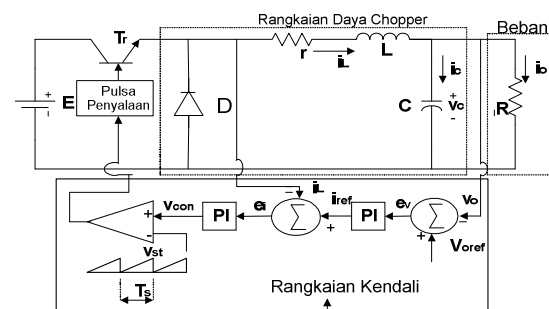 Rangkaian Daya Chopper
Beban
Tr
r
iL
L
ic
io
E
Pulsa
Penyalaan
D
C
+
vc
-
R
+
-
iL
-
vcon
PI
ei
Σ
iref
+
PI
ev
Σ
vo
-
+
Voref
+
-
vst
Ts
Rangkaian Kendali